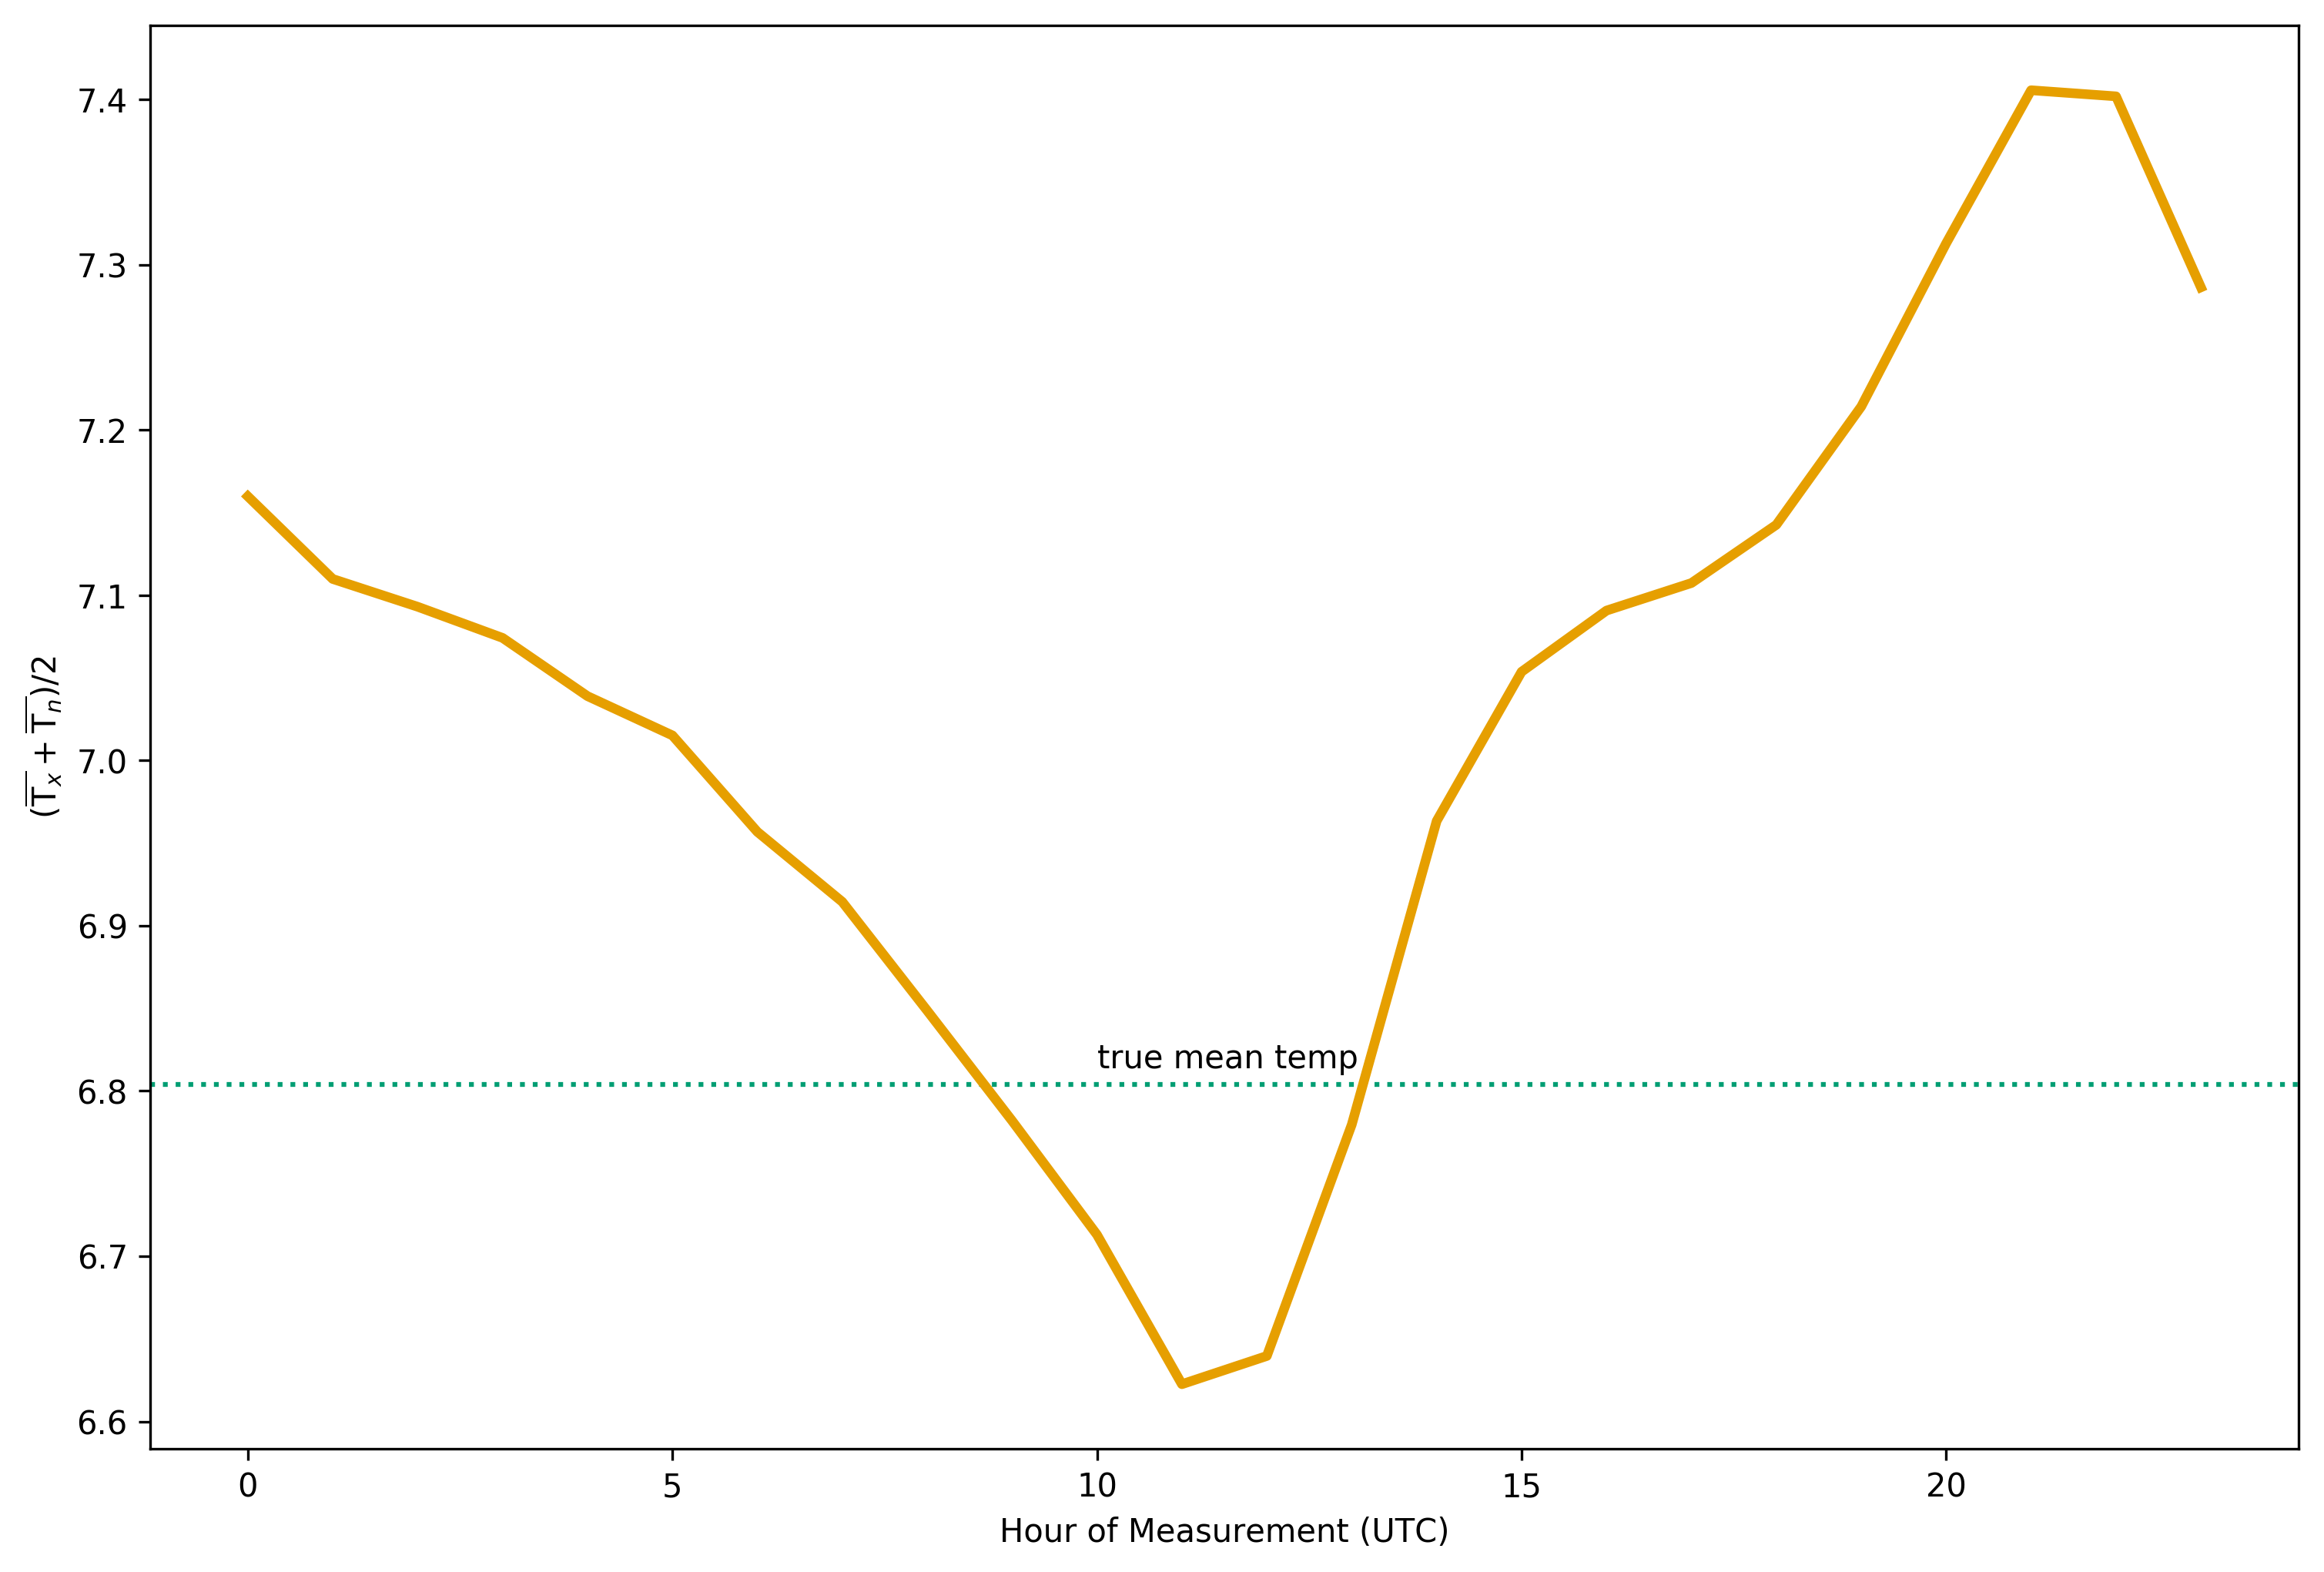 7.4
7.3
7.2
7.1
7.0
6.9
6.8
6.7
6.6
(T̅ₓ + T̅ₙ)/2
true mean temp
0 5 10 15 20
Hour of Measurement (UTC)